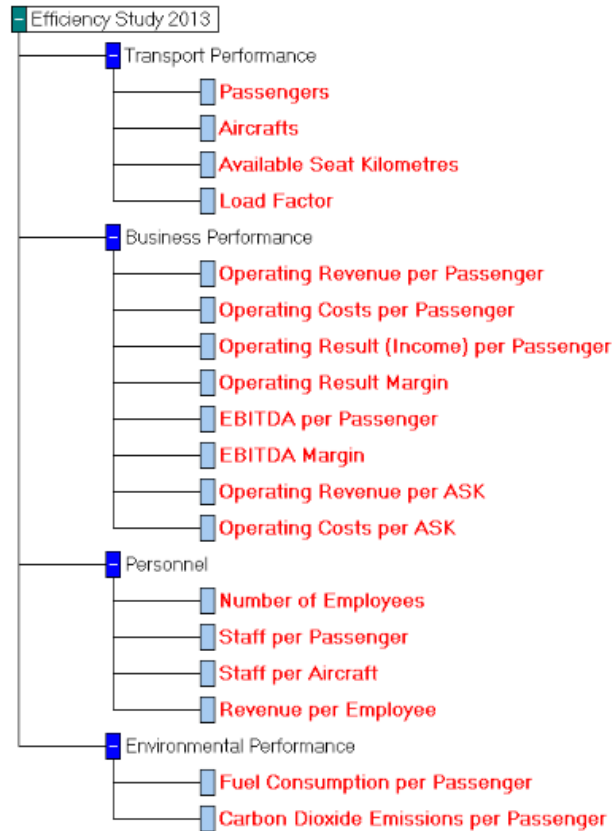 Efficiency Study 2013
Transport Performance
Passengers
Aircrafts
Available Seat Kilometres
Load Factor
Business Performance
Operating Revenue per Passenger
Operating Costs per Passenger
Operating Result (Income) per Passenger
Operating Result Margin
EBITDA per Passenger
EBITDA Margin
Operating Revenue per ASK
Operating Costs per ASK
Personnel
Number of Employees
Staff per Passenger
Staff per Aircraft
Revenue per Employee
Environmental Performance
Fuel Consumption per Passenger
Carbon Dioxide Emissions per Passenger